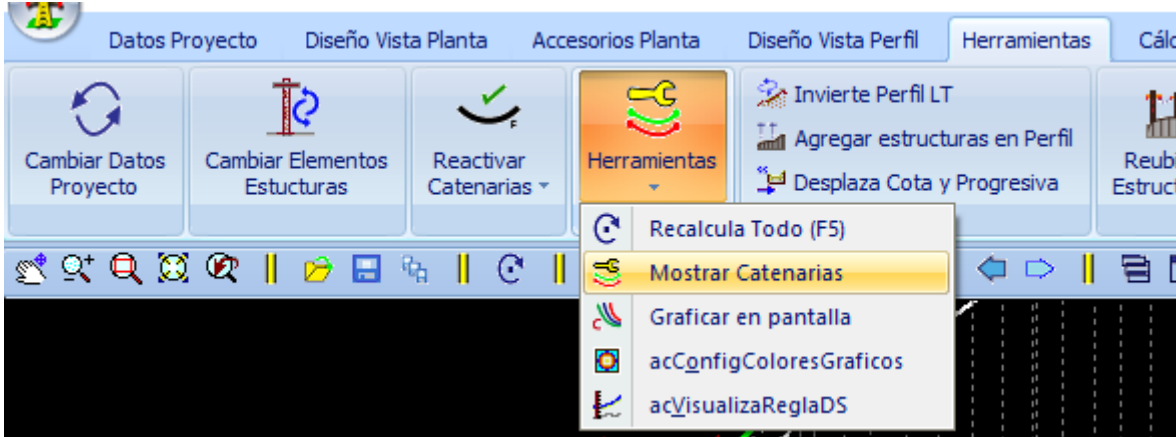 Datos Proyecto
Diseño Vista Planta
Accesorios Planta
Diseño Vista Perfil
Herramientas
Cambiar Datos
Proyecto
Cambiar Elementos
Estucturas
Reactivar
Catenarias
Herramientas
Invierte Perfil LT
Agregar estructuras en Perfil
Desplaza Cota y Progresiva
Recalcula Todo (F5)
Mostrar Catenarias
Graficar en pantalla
acConfigColoresGraficos
acVisualizaReglaDS